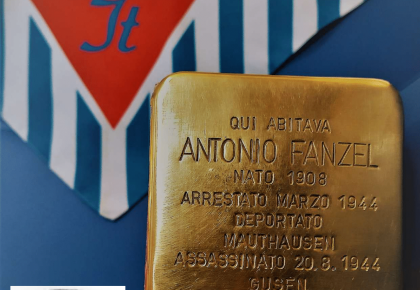 It
QUI ABITAVA
ANTONIO FANZEL
NATO 1908
ARRESTATO MARZO 1944
DEPORTATO
MAUTHAUSEN
ASSASSINATO 20.8.1944
GUSEN